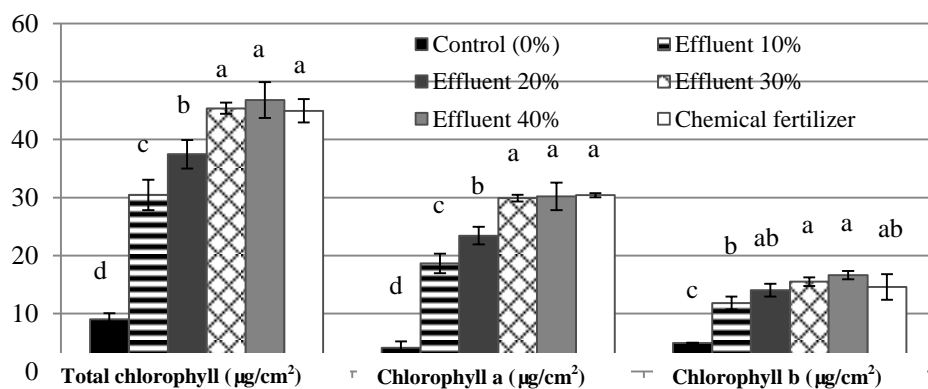 60
50
40
30
20
10
0
Control (0%)
Effluent 10%
Effluent 20%
Effluent 30%
Effluent 40%
Chemical fertilizer
d
c
b
a
a
a
d
c
b
a
a
a
c
b
ab
a
a
ab
Total chlorophyll (µg/cm²)
Chlorophyll a (µg/cm²)
Chlorophyll b (µg/cm²)